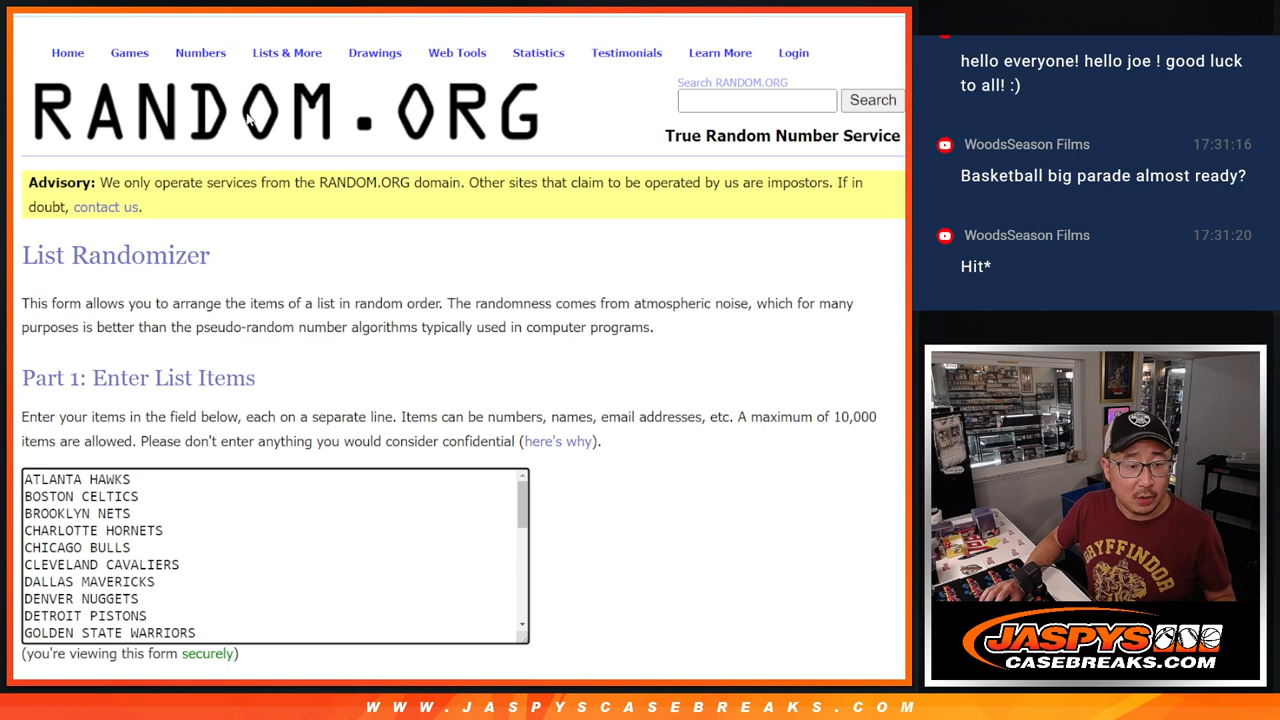 Home Games Numbers Lists & More Drawings Web Tools Statistics Testimonials Learn More Login
RANDOM.ORG
Search RANDOM.ORG
Search
True Random Number Service
Advisory: We only operate services from the RANDOM.ORG domain. Other sites that claim to be operated by us are impostors. If in
doubt, contact us.
List Randomizer
This form allows you to arrange the items of a list in random order. The randomness comes from atmospheric noise, which for many
purposes is better than the pseudo-random number algorithms typically used in computer programs.
Part 1: Enter List Items
Enter your items in the field below, each on a separate line. Items can be numbers, names, email addresses, etc. A maximum of 10,000
items are allowed. Please don't enter anything you would consider confidential (here's why).
ATLANTA HAWKS
BOSTON CELTICS
BROOKLYN NETS
CHARLOTTE HORNETS
CHICAGO BULLS
CLEVELAND CAVALIERS
DALLAS MAVERICKS
DENVER NUGGETS
DETROIT PISTONS
GOLDEN STATE WARRIORS
(you're viewing this form securely)
hello everyone! hello joe ! good luck
to all! :)
WoodsSeason Films 17:31:16
Basketball big parade almost ready?
WoodsSeason Films 17:31:20
Hit*
GRYFFINDOR
JASPYS
CASEBREAKS.COM
WWW.JASPYSCASEBREAKS.COM